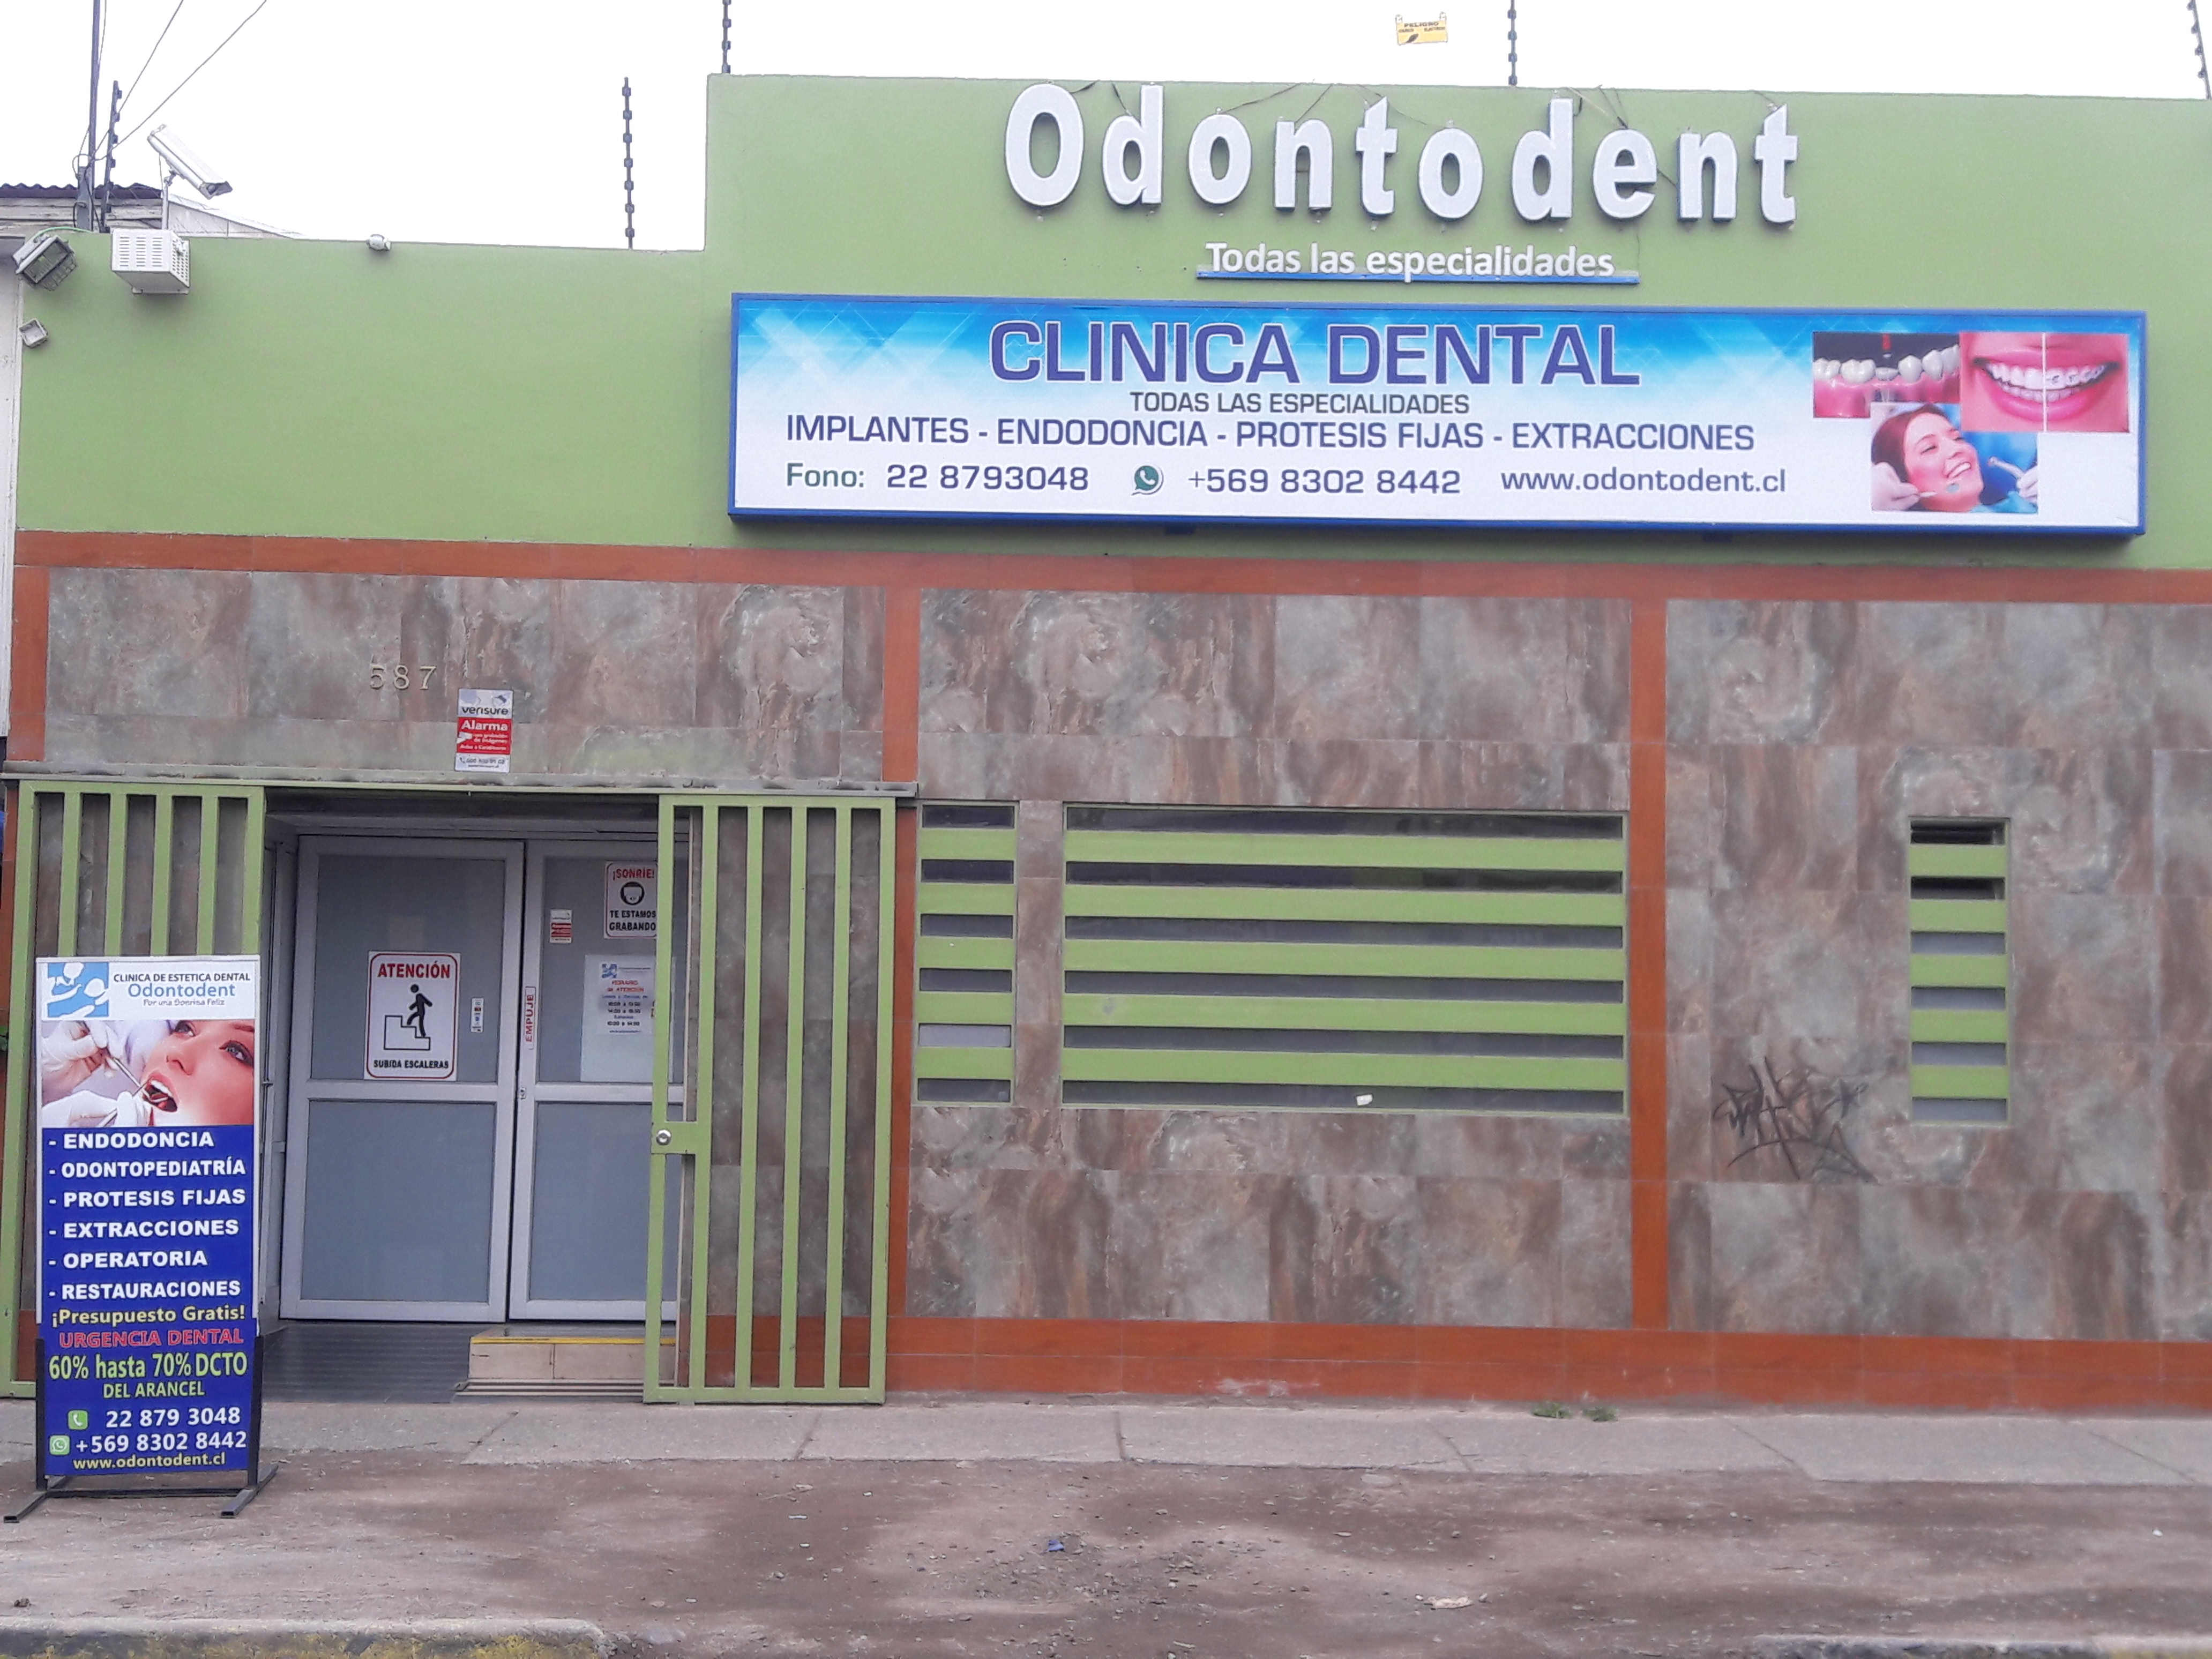 PELIGRO
Odontodent
Todas las especialidades
CLINICA DENTAL
TODAS LAS ESPECIALIDADES
IMPLANTES - ENDODONCIA - PROTESIS FIJAS - EXTRACCIONES
Fono: 22 8793048 +569 8302 8442 www.odontodent.cl
587
verisure
Alarma
¡SONRIE!
TE ESTAMOS
GRABANDO
ATENCIÓN
SUBIDA ESCALERAS
EMPUJE
CLINICA DE ESTETICA DENTAL
Odontodent
Por una Sonrisa Feliz
- ENDODONCIA
- ODONTOPEDIATRÍA
- PROTESIS FIJAS
- EXTRACCIONES
- OPERATORIA
- RESTAURACIONES
¡Presupuesto Gratis!
URGENCIA DENTAL
60% hasta 70% DCTO
DEL ARANCEL
22 879 3048
+569 8302 8442
www.odontodent.cl